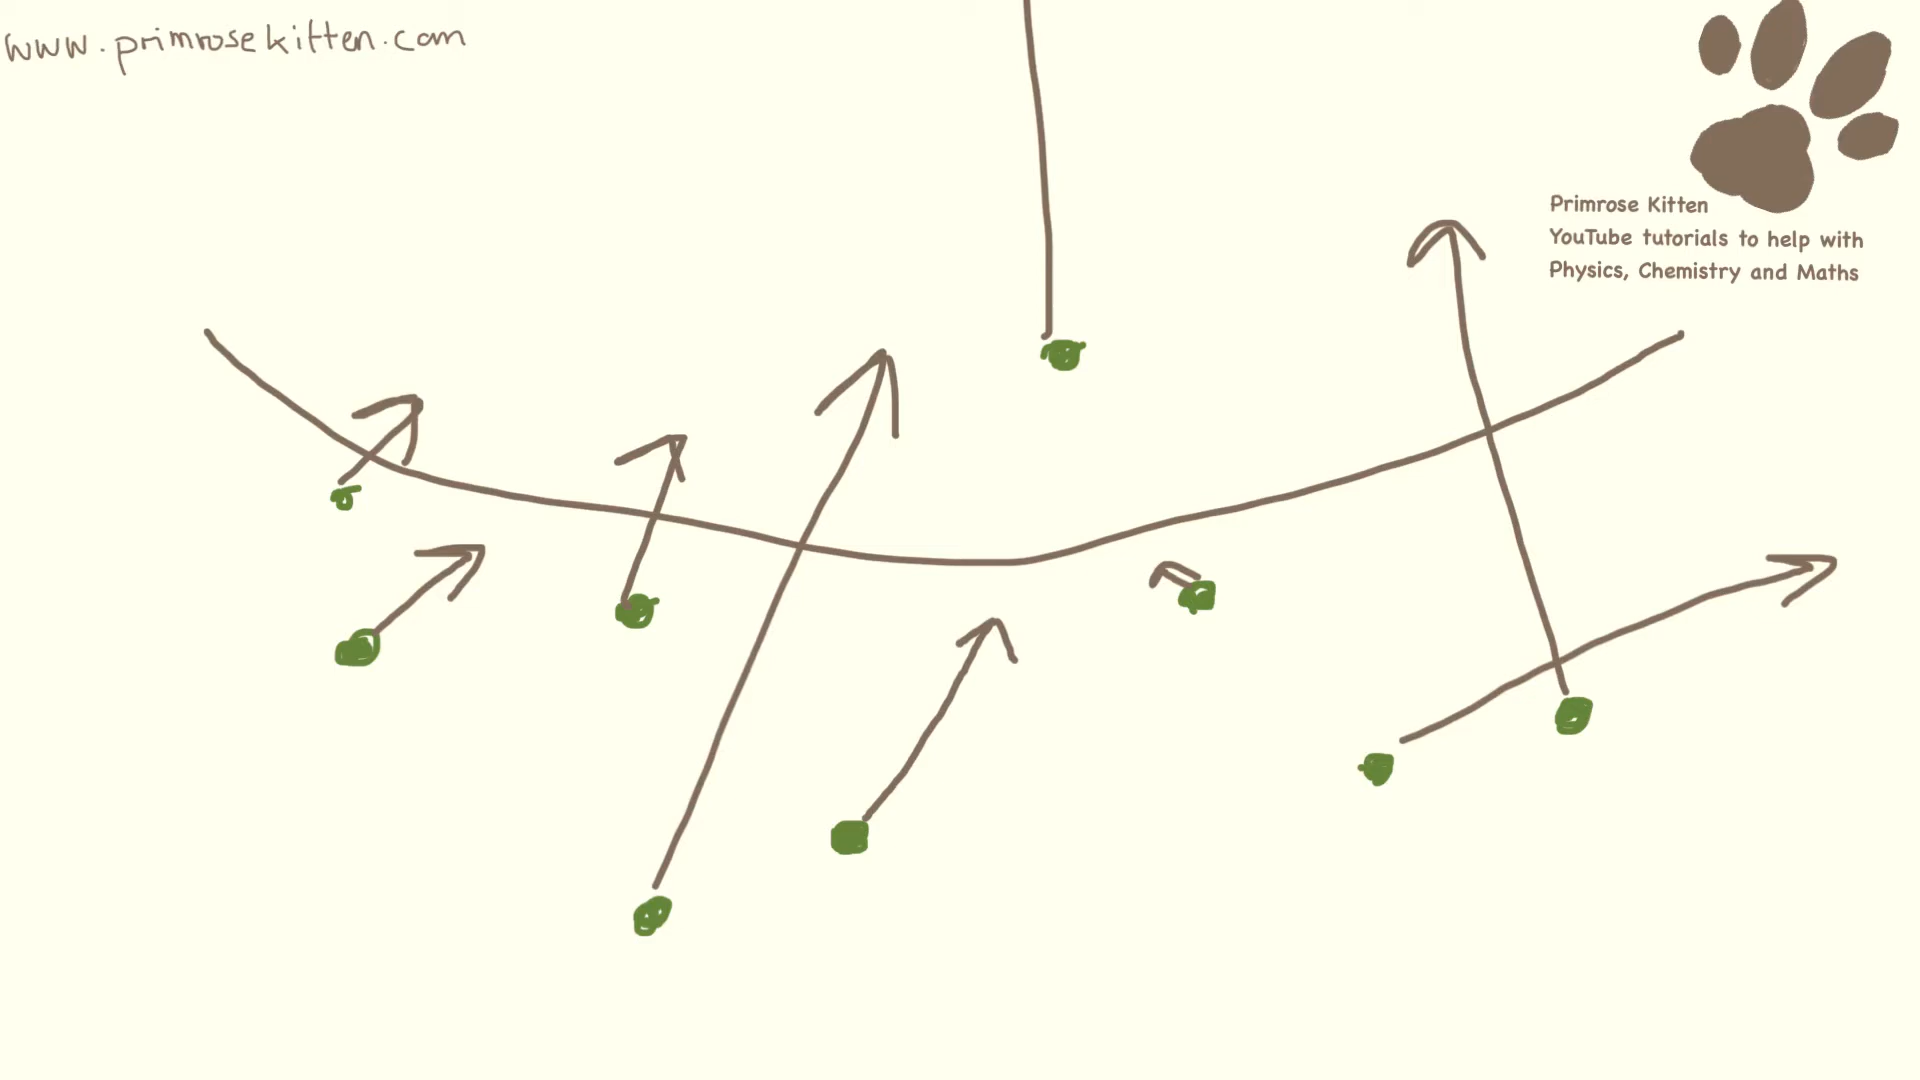 www.primrosekitten.com
Primrose Kitten
YouTube tutorials to help with
Physics, Chemistry and Maths